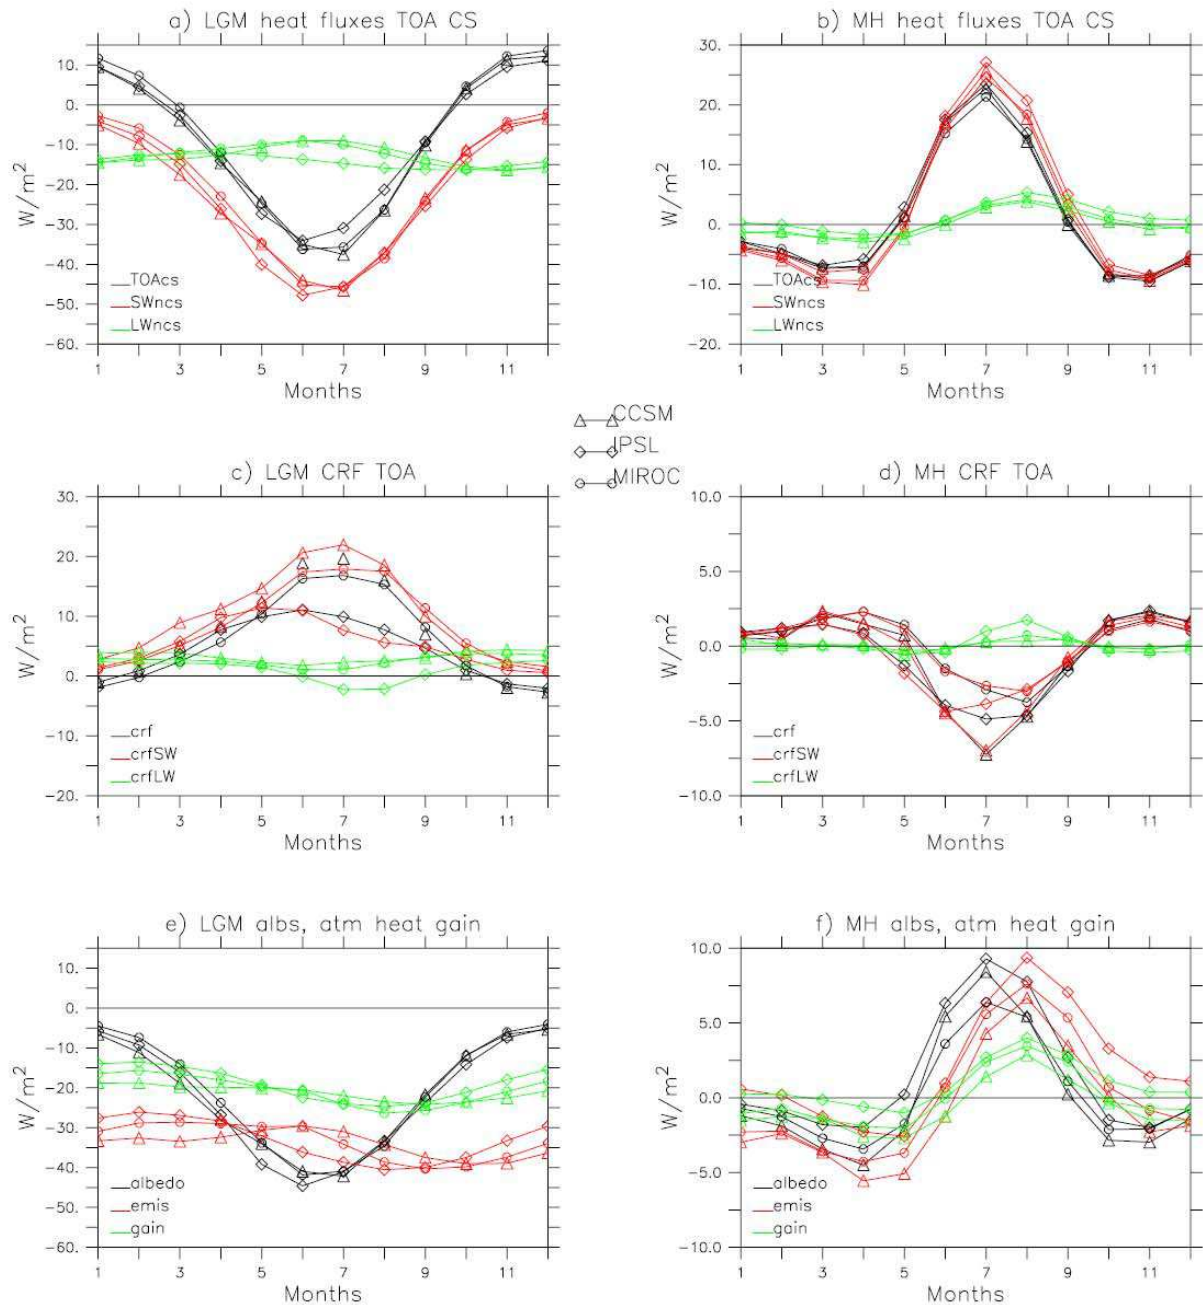 a) LGM heat fluxes TOA CS
10.
0.
-10.
-20.
-30.
-40.
-50.
-60.
W/m²
TOAcs
SWncs
LWncs
1 3 5 7 9 11
Months
b) MH heat fluxes TOA CS
30.
20.
10.
0.
-10.
-20.
W/m²
TOAcs
SWncs
LWncs
1 3 5 7 9 11
Months
CCSM
IPSL
MIROC
c) LGM CRF TOA
30.
20.
10.
0.
-10.
-20.
W/m²
crf
crfSW
crfLW
1 3 5 7 9 11
Months
d) MH CRF TOA
10.0
5.0
0.0
-5.0
-10.0
W/m²
crf
crfSW
crfLW
1 3 5 7 9 11
Months
e) LGM albs, atm heat gain
10.
0.
-10.
-20.
-30.
-40.
-50.
-60.
W/m²
albedo
emis
gain
1 3 5 7 9 11
Months
f) MH albs, atm heat gain
10.0
5.0
0.0
-5.0
-10.0
W/m²
albedo
emis
gain
1 3 5 7 9 11
Months